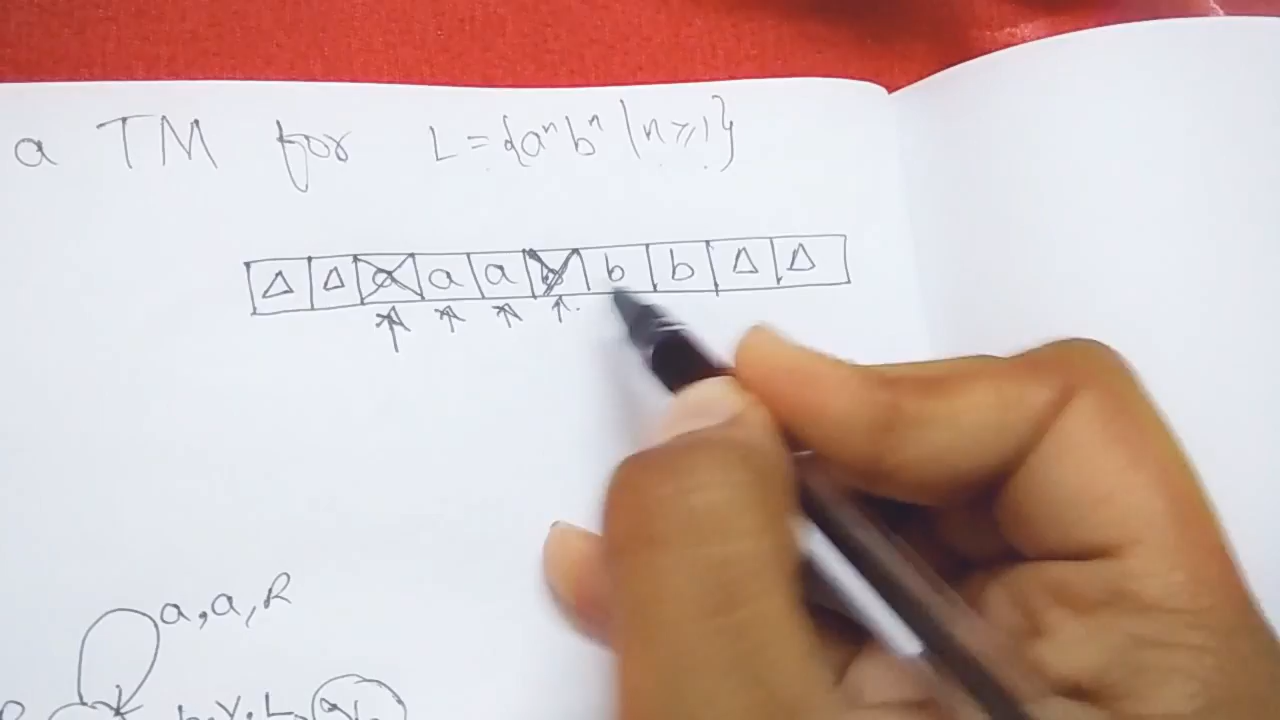 a TM for L = {aⁿbⁿ | n ≥ 1}
Δ Δ a a a b b b Δ Δ
a, a, R
b, Y, L